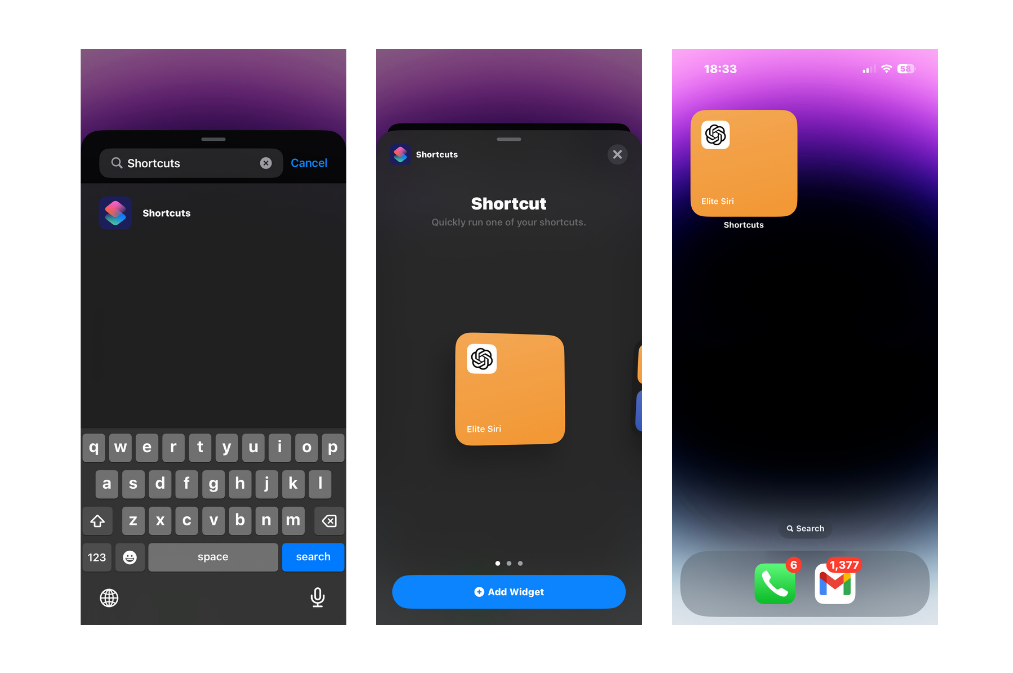 Shortcuts
Cancel
Shortcuts
q w e r t y u i o p
a s d f g h j k l
z x c v b n m
123 space search
Shortcuts
Shortcut
Quickly run one of your shortcuts.
Elite Siri
Add Widget
18:33
58
Elite Siri
Shortcuts
Search
6
1,377